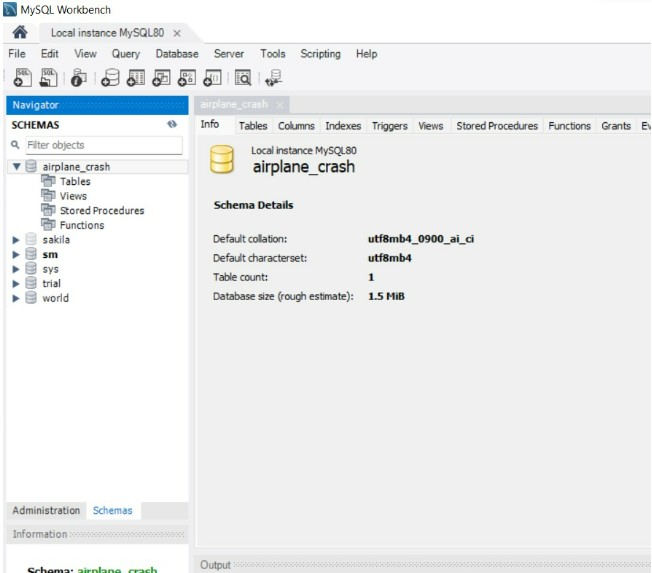 MySQL Workbench
Local instance MySQL80 ×
File Edit View Query Database Server Tools Scripting Help
Navigator
SCHEMAS
Filter objects
airplane_crash
Tables
Views
Stored Procedures
Functions
sakila
sm
sys
trial
world
Administration Schemas
Information
Schema: airplane_crash
airplane_crash ×
Info Tables Columns Indexes Triggers Views Stored Procedures Functions Grants Ev
Local instance MySQL80
airplane_crash
Schema Details
Default collation: utf8mb4_0900_ai_ci
Default characterset: utf8mb4
Table count: 1
Database size (rough estimate): 1.5 MiB
Output